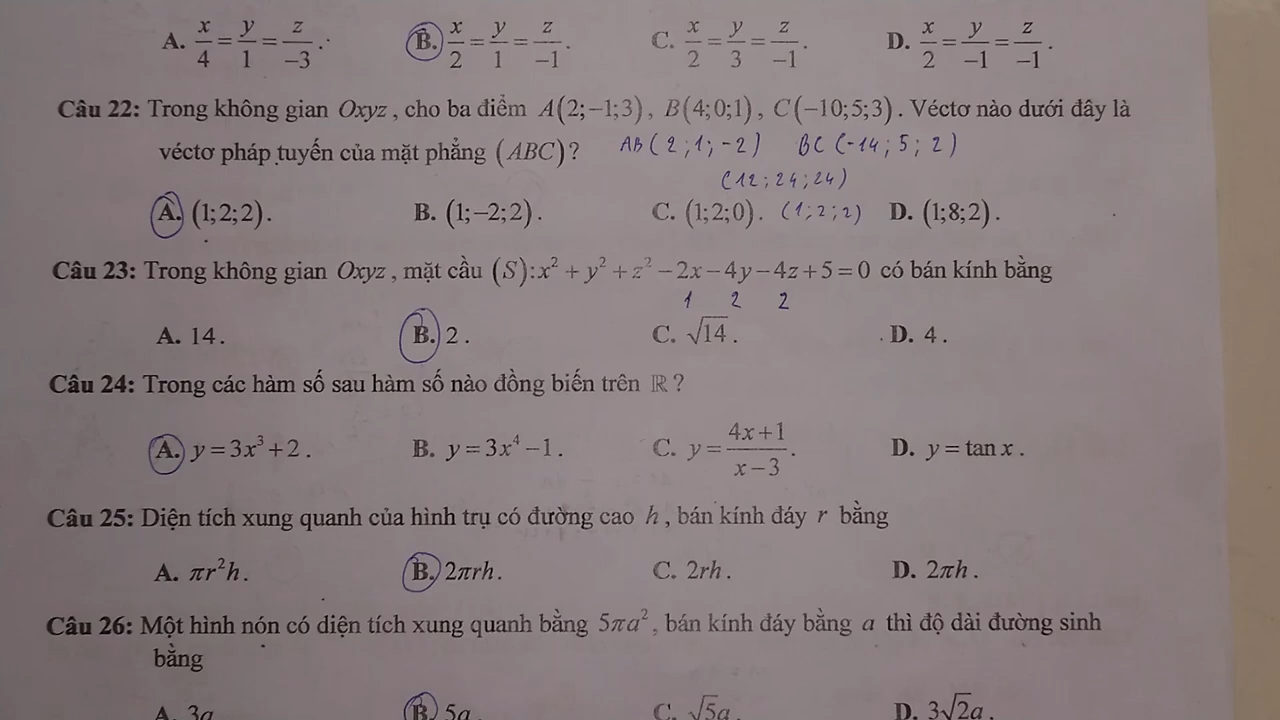 A. x/4 = y/1 = z/-3. B. x/2 = y/1 = z/-1. C. x/2 = y/3 = z/-1. D. x/2 = y/-1 = z/-1.
Câu 22: Trong không gian Oxyz, cho ba điểm A(2;-1;3), B(4;0;1), C(-10;5;3). Véctơ nào dưới đây là
véctơ pháp tuyến của mặt phẳng (ABC)? AB(2;1;-2) BC(-14;5;2)
(12;24;24)
A. (1;2;2). B. (1;-2;2). C. (1;2;0). (1;2;2) D. (1;8;2).
Câu 23: Trong không gian Oxyz, mặt cầu (S): x² + y² + z² - 2x - 4y - 4z + 5 = 0 có bán kính bằng
1 2 2
A. 14. B. 2. C. √14. D. 4.
Câu 24: Trong các hàm số sau hàm số nào đồng biến trên ℝ?
A. y = 3x³ + 2. B. y = 3x⁴ - 1. C. y = (4x+1)/(x-3). D. y = tan x.
Câu 25: Diện tích xung quanh của hình trụ có đường cao h, bán kính đáy r bằng
A. πr²h. B. 2πrh. C. 2rh. D. 2πh.
Câu 26: Một hình nón có diện tích xung quanh bằng 5πa², bán kính đáy bằng a thì độ dài đường sinh
bằng
A. 3a B. 5a. C. √5a. D. 3√2a.